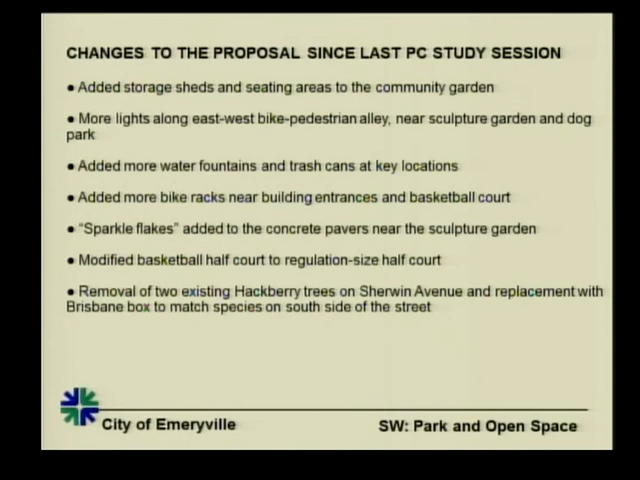 CHANGES TO THE PROPOSAL SINCE LAST PC STUDY SESSION
● Added storage sheds and seating areas to the community garden
● More lights along east-west bike-pedestrian alley, near sculpture garden and dog
park
● Added more water fountains and trash cans at key locations
● Added more bike racks near building entrances and basketball court
● “Sparkle flakes” added to the concrete pavers near the sculpture garden
● Modified basketball half court to regulation-size half court
● Removal of two existing Hackberry trees on Sherwin Avenue and replacement with
Brisbane box to match species on south side of the street
City of Emeryville
SW: Park and Open Space